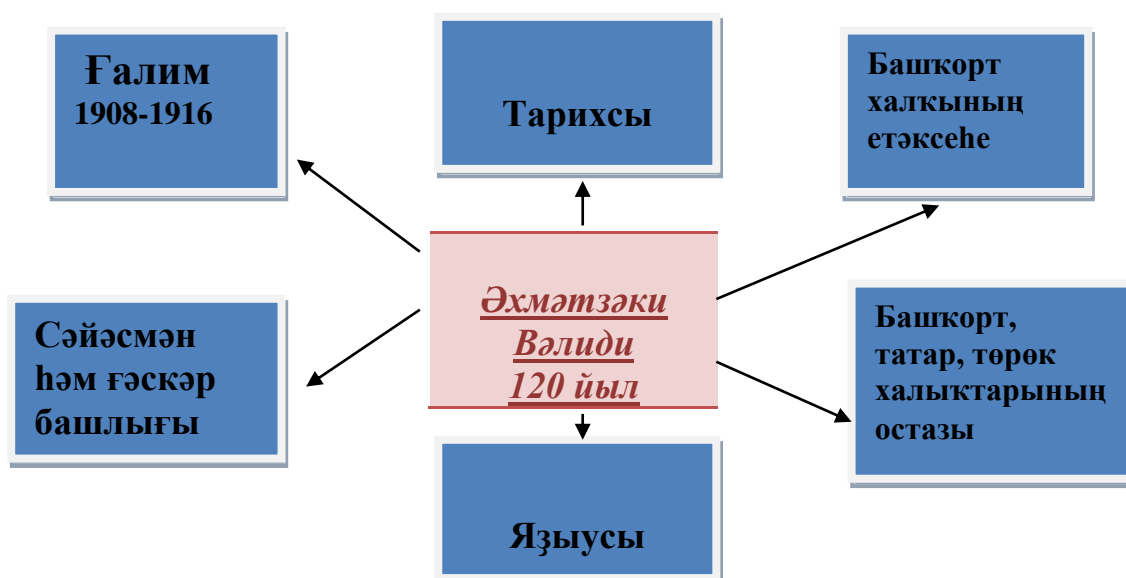 Ғалим
1908-1916
Тарихсы
Башҡорт
халҡының
етәксеһе
Әхмәтзәки
Вәлиди
120 йыл
Сәйәсмән
һәм ғәскәр
башлығы
Башҡорт,
татар, төрөк
халыҡтарының
остазы
Яҙыусы